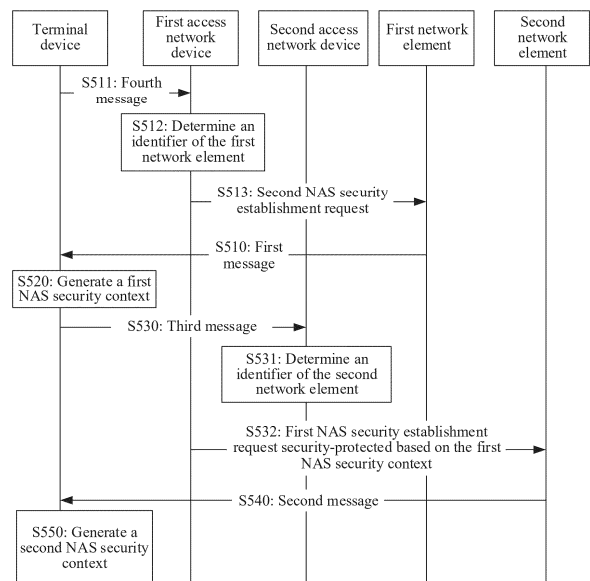 Terminal device
First access network device
Second access network device
First network element
Second network element
S511: Fourth
message
S512: Determine an
identifier of the first
network element
S513: Second NAS security
establishment request
S510: First
message
S520: Generate a first
NAS security context
S530: Third message
S531: Determine an
identifier of the second
network element
S532: First NAS security establishment
request security-protected based on the first
NAS security context
S540: Second message
S550: Generate a
second NAS security
context